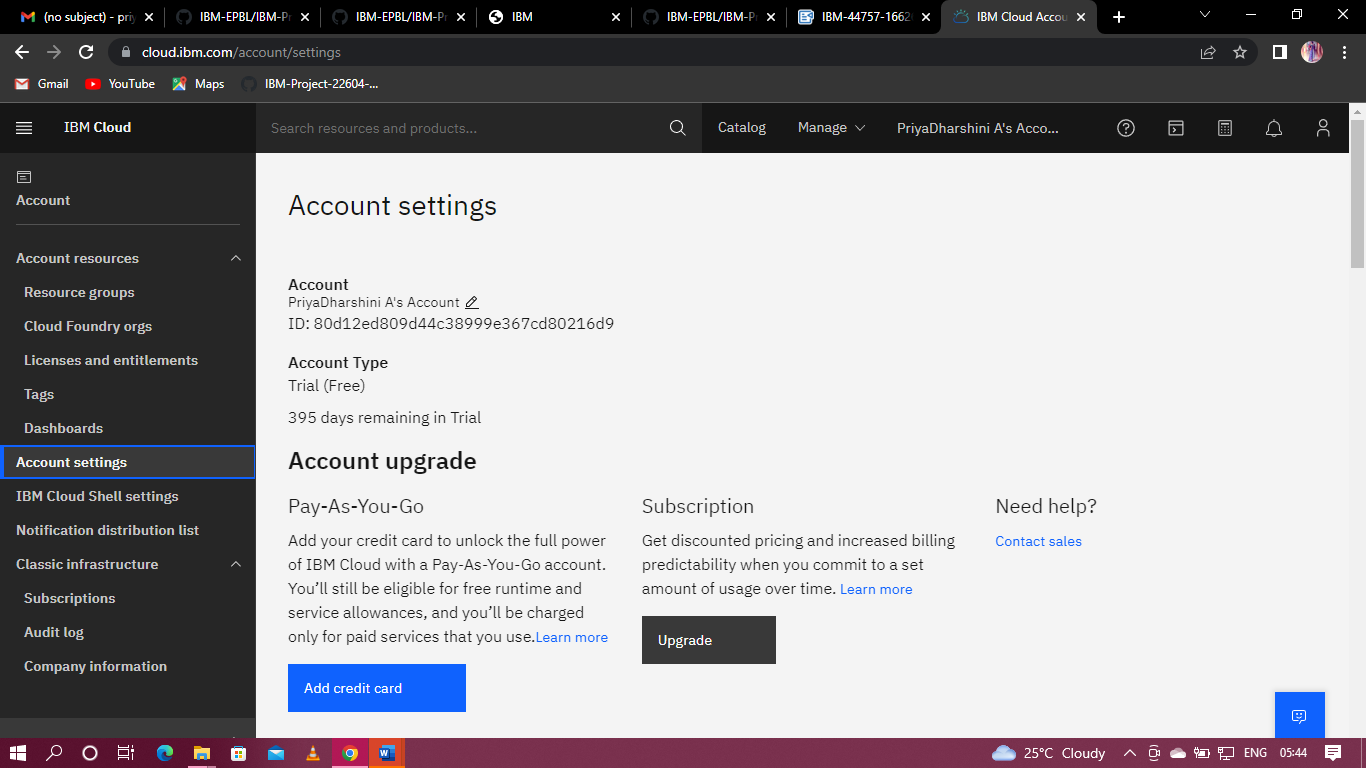 (no subject) - priy
IBM-EPBL/IBM-Pr
IBM-EPBL/IBM-Pr
IBM
IBM-EPBL/IBM-Pr
IBM-44757-1662
IBM Cloud Accou
cloud.ibm.com/account/settings
Gmail
YouTube
Maps
IBM-Project-22604-...
IBM Cloud
Search resources and products...
Catalog
Manage
PriyaDharshini A's Acco...
Account
Account resources
Resource groups
Cloud Foundry orgs
Licenses and entitlements
Tags
Dashboards
Account settings
IBM Cloud Shell settings
Notification distribution list
Classic infrastructure
Subscriptions
Audit log
Company information
Account settings
Account
PriyaDharshini A's Account
ID: 80d12ed809d44c38999e367cd80216d9
Account Type
Trial (Free)
395 days remaining in Trial
Account upgrade
Pay-As-You-Go
Add your credit card to unlock the full power
of IBM Cloud with a Pay-As-You-Go account.
You’ll still be eligible for free runtime and
service allowances, and you’ll be charged
only for paid services that you use.Learn more
Add credit card
Subscription
Get discounted pricing and increased billing
predictability when you commit to a set
amount of usage over time. Learn more
Upgrade
Need help?
Contact sales
25°C Cloudy
ENG
05:44